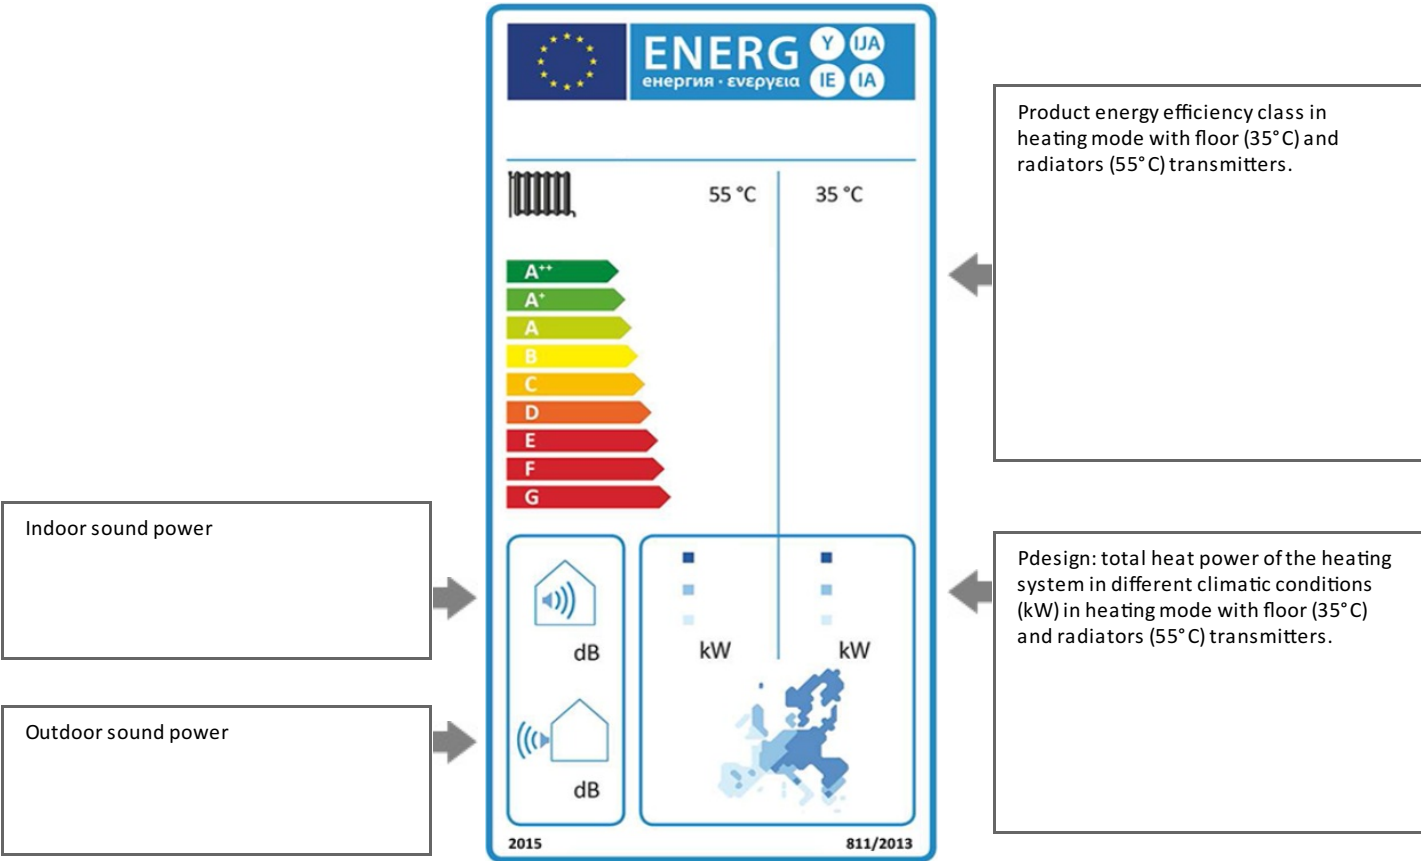 ENERG Y IJA
енергия · ενεργεια IE IA
Product energy efficiency class in
heating mode with floor (35°C) and
radiators (55°C) transmitters.
55 °C 35 °C
A++
A+
A
B
C
D
E
F
G
Indoor sound power
Pdesign: total heat power of the heating
system in different climatic conditions
(kW) in heating mode with floor (35°C)
and radiators (55°C) transmitters.
dB
kW kW
Outdoor sound power
dB
2015 811/2013